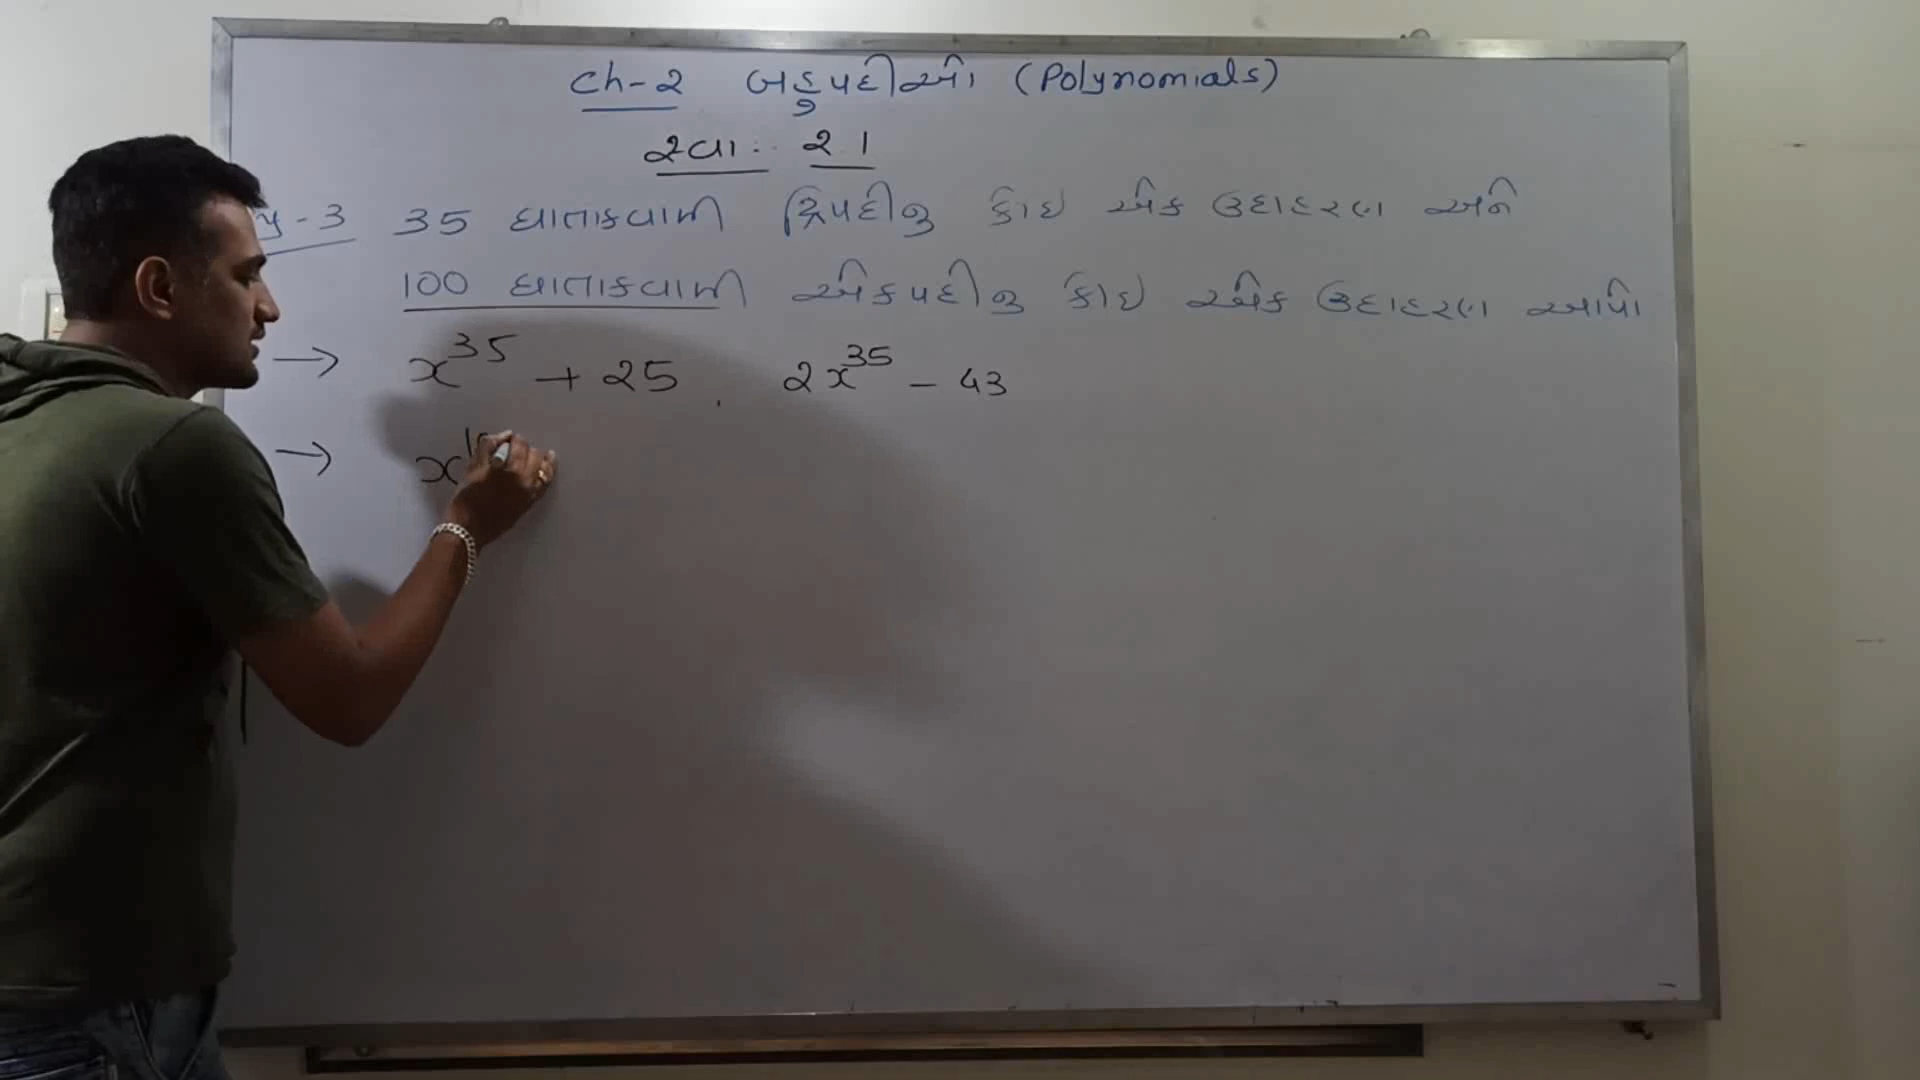 Ch-2 બહુપદીઓ (Polynomials)
સ્વા. 2.1
પ્ર-3 35 ઘાતાકવાળી દ્વિપદીનુ કોઇ એક ઉદાહરણ અને
100 ઘાતાકવાળી એકપદીનુ કોઇ એક ઉદાહરણ આપો
→ x³⁵ + 25, 2x³⁵ - 43
→ x¹